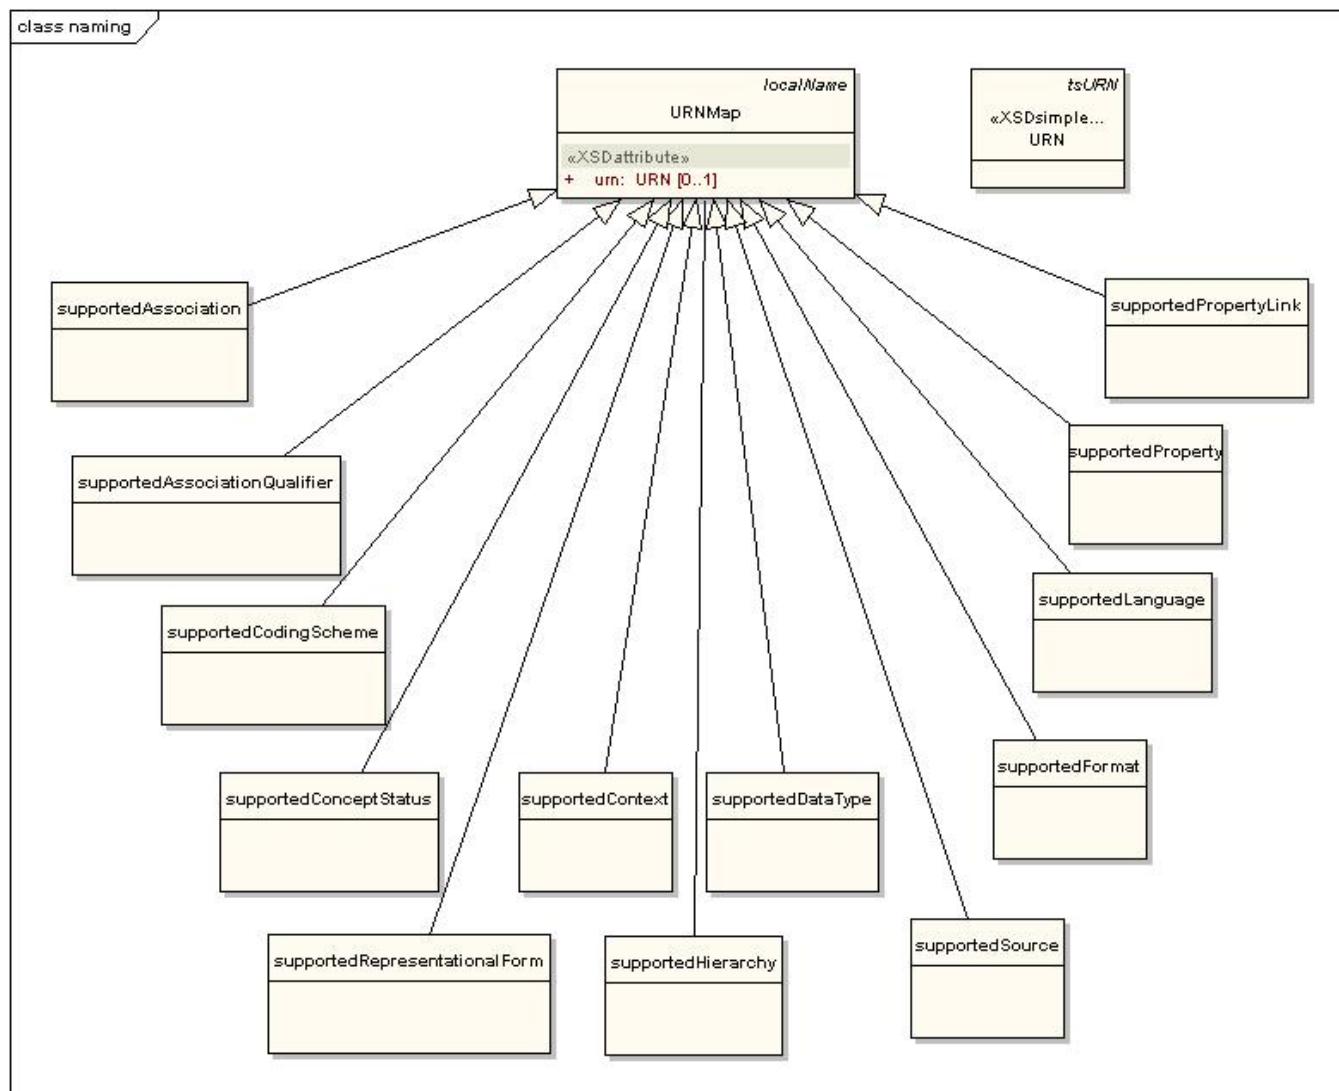 class naming
localName
URNMap
«XSDattribute»
+ urn: URN [0..1]
tsURN
«XSDsimple...
URN
supportedAssociation
supportedPropertyLink
supportedAssociationQualifier
supportedProperty
supportedCodingScheme
supportedLanguage
supportedConceptStatus
supportedContext
supportedDataType
supportedFormat
supportedRepresentationalForm
supportedHierarchy
supportedSource